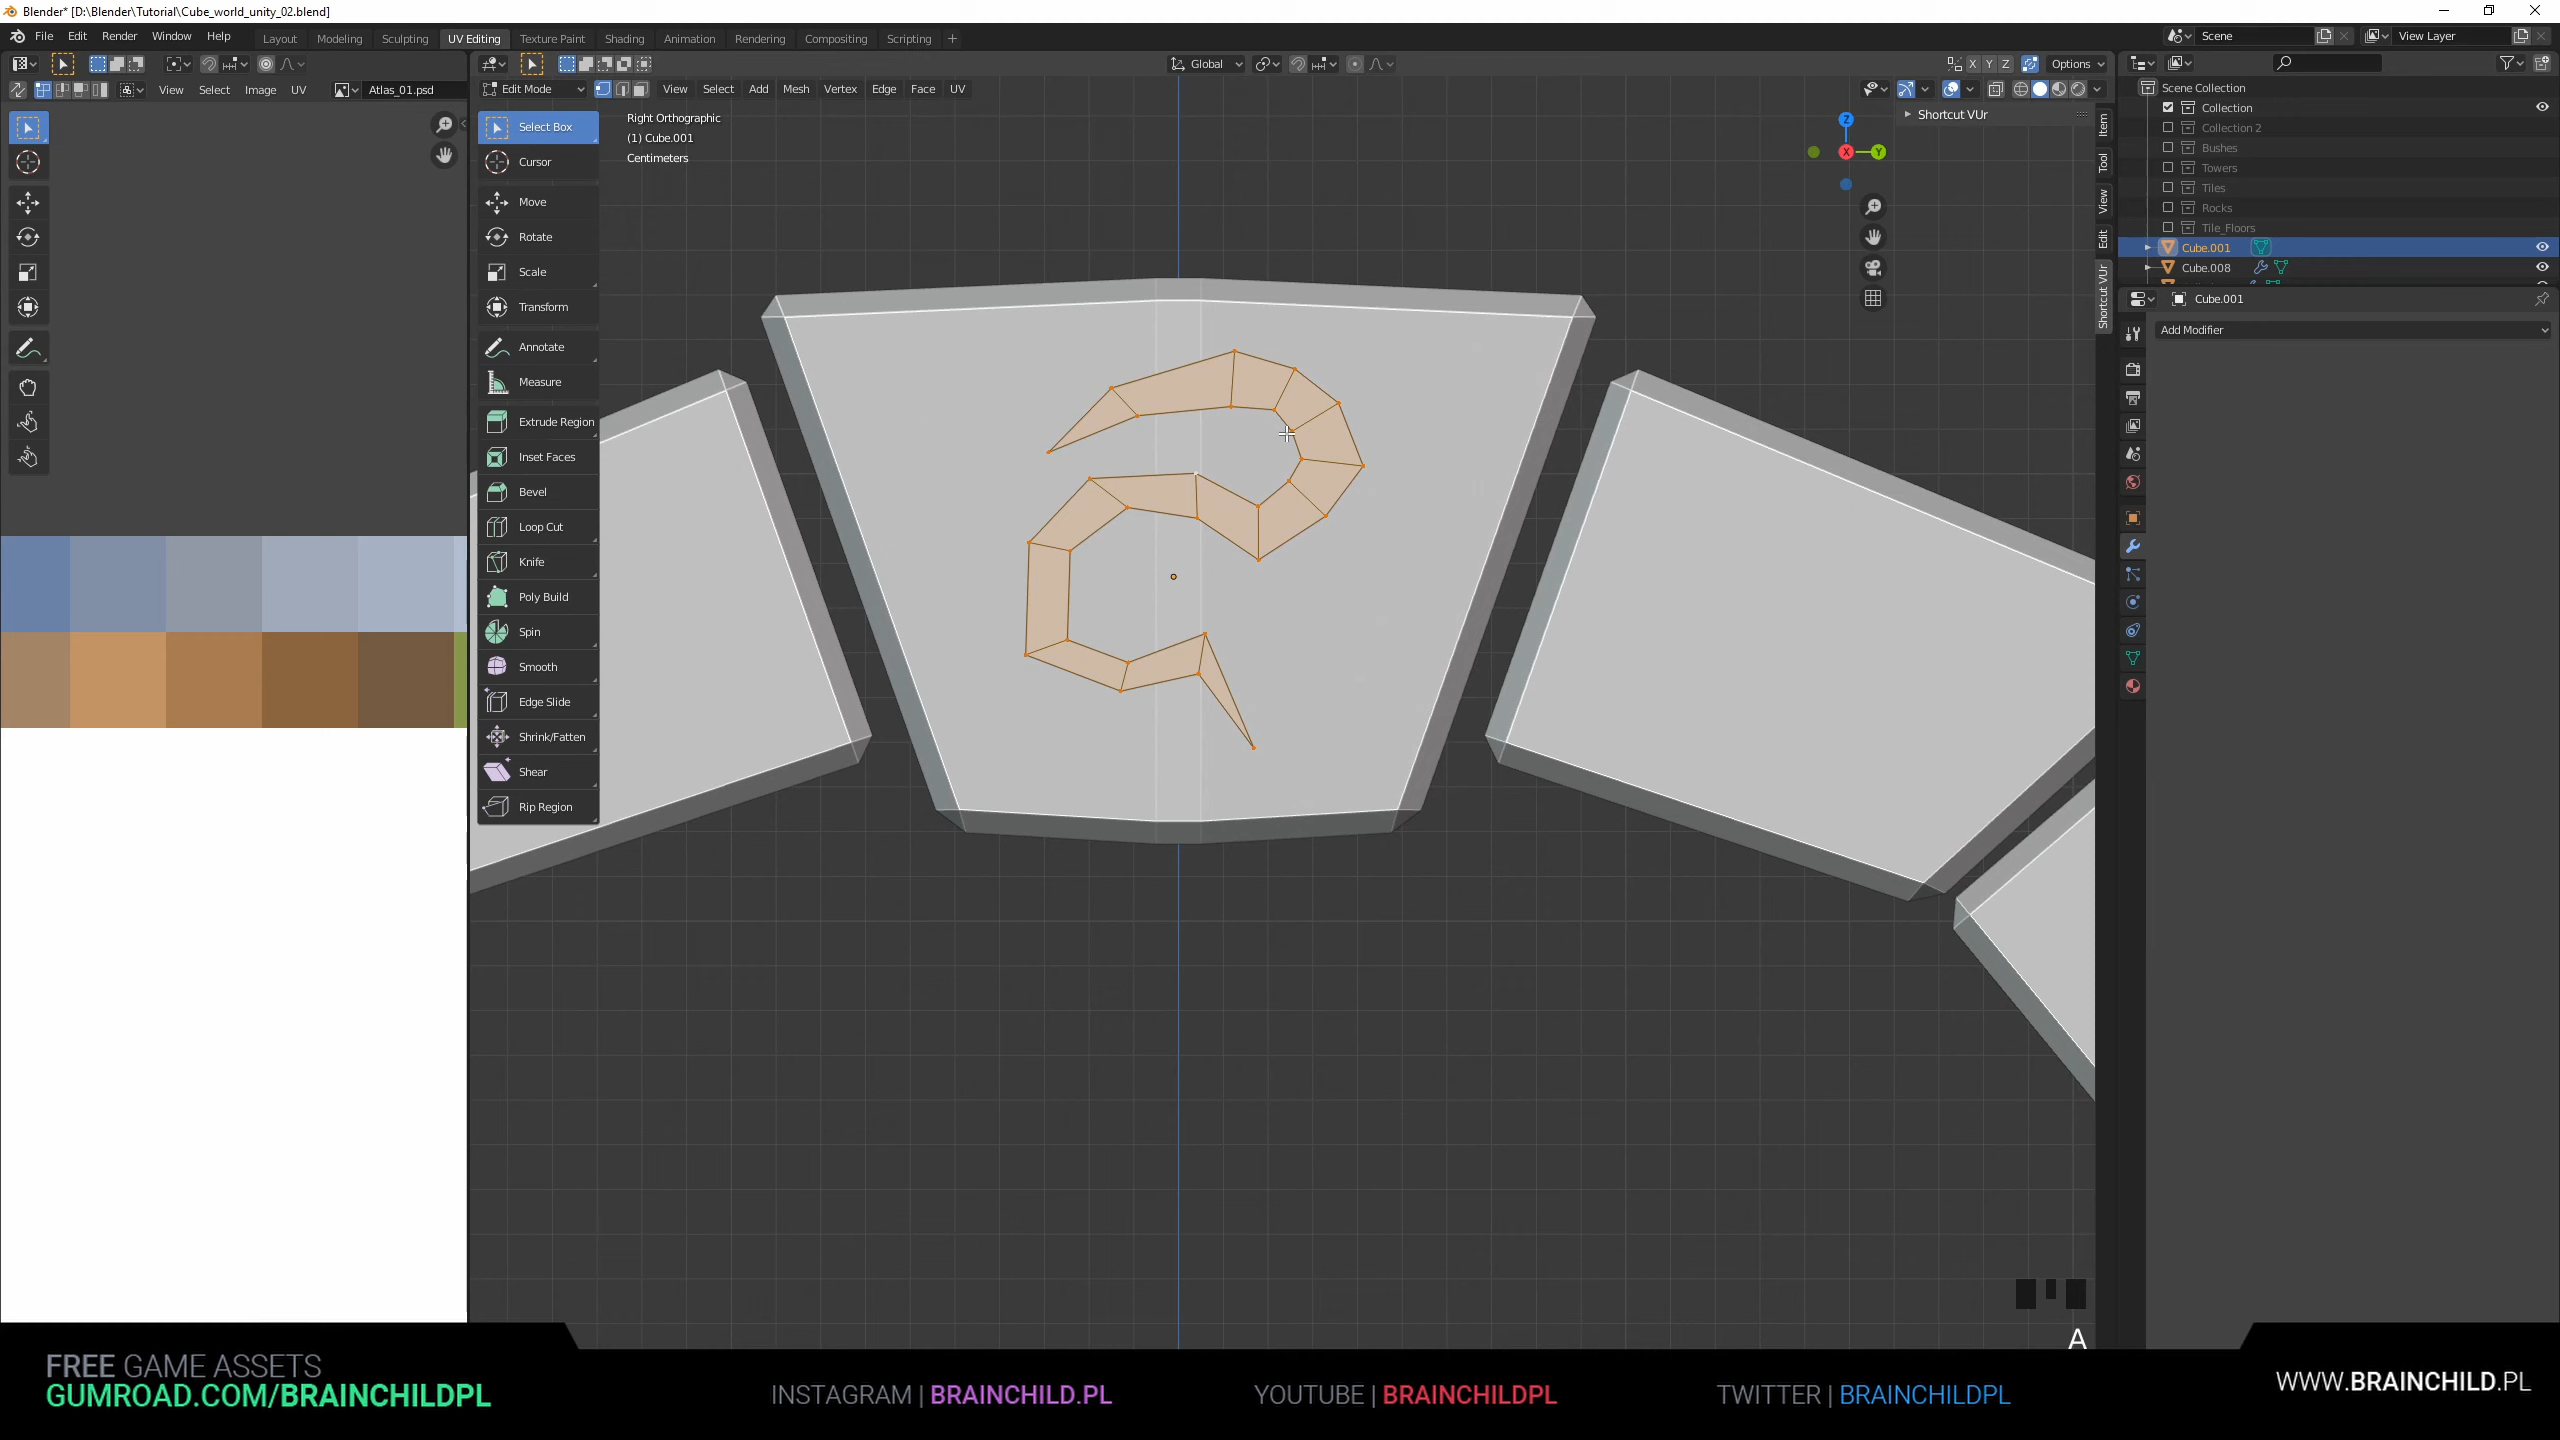 Blender* [D:\Blender\Tutorial\Cube_world_unity_02.blend]
File Edit Render Window Help
Layout Modeling Sculpting UV Editing Texture Paint Shading Animation Rendering Compositing Scripting +
Scene
View Layer
Global
X Y Z
Options
View Select Image UV
Atlas_01.psd
Edit Mode
View Select Add Mesh Vertex Edge Face UV
Select Box
Cursor
Move
Rotate
Scale
Transform
Annotate
Measure
Extrude Region
Inset Faces
Bevel
Loop Cut
Knife
Poly Build
Spin
Smooth
Edge Slide
Shrink/Fatten
Shear
Rip Region
Right Orthographic
(1) Cube.001
Centimeters
Z
X
Y
Shortcut VUr
Item
Tool
View
Edit
Shortcut VUr
Scene Collection
Collection
Collection 2
Bushes
Towers
Tiles
Rocks
Tile_Floors
Cube.001
Cube.008
Cube.001
Add Modifier
A
FREE GAME ASSETS
GUMROAD.COM/BRAINCHILDPL
INSTAGRAM | BRAINCHILD.PL
YOUTUBE | BRAINCHILDPL
TWITTER | BRAINCHILDPL
WWW.BRAINCHILD.PL